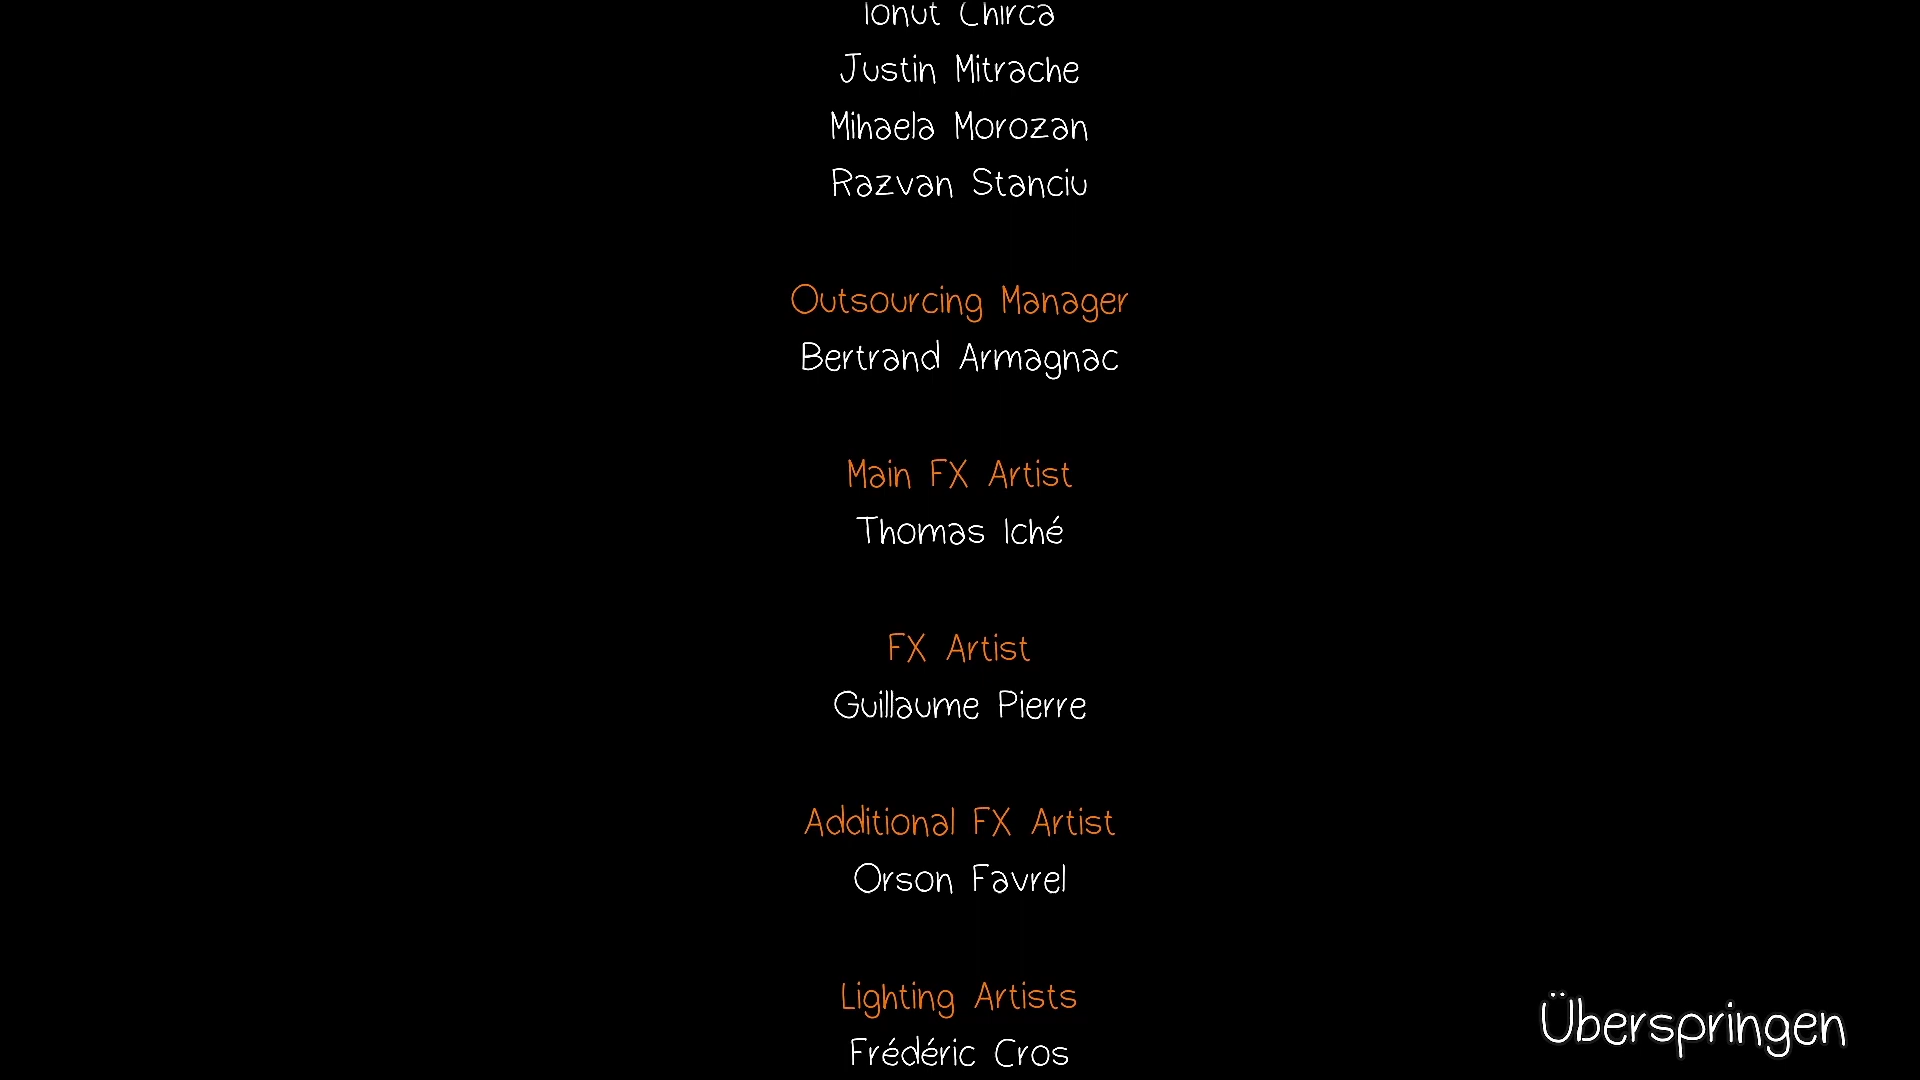 Ionut Chirca
Justin Mitrache
Mihaela Morozan
Razvan Stanciu
Outsourcing Manager
Bertrand Armagnac
Main FX Artist
Thomas Iché
FX Artist
Guillaume Pierre
Additional FX Artist
Orson Favrel
Lighting Artists
Frédéric Cros
Überspringen